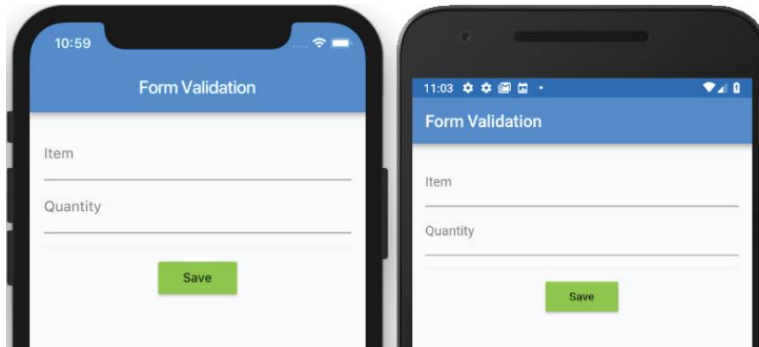 10:59
Form Validation
Item
Quantity
Save
11:03
Form Validation
Item
Quantity
Save